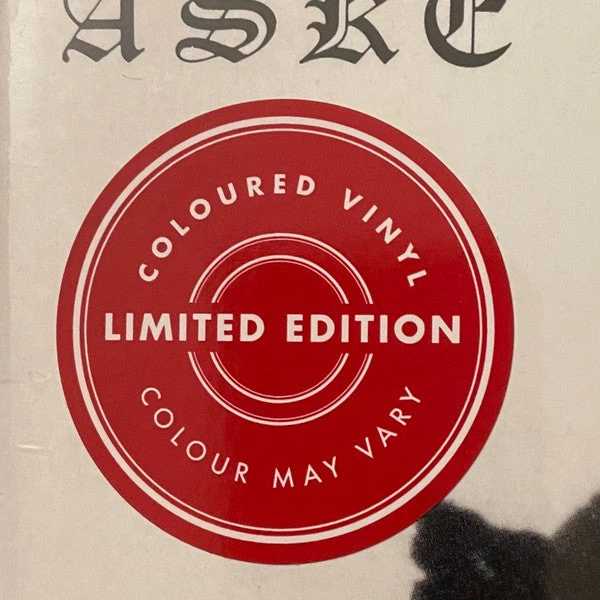 ASKE
COLOURED VINYL
LIMITED EDITION
COLOUR MAY VARY